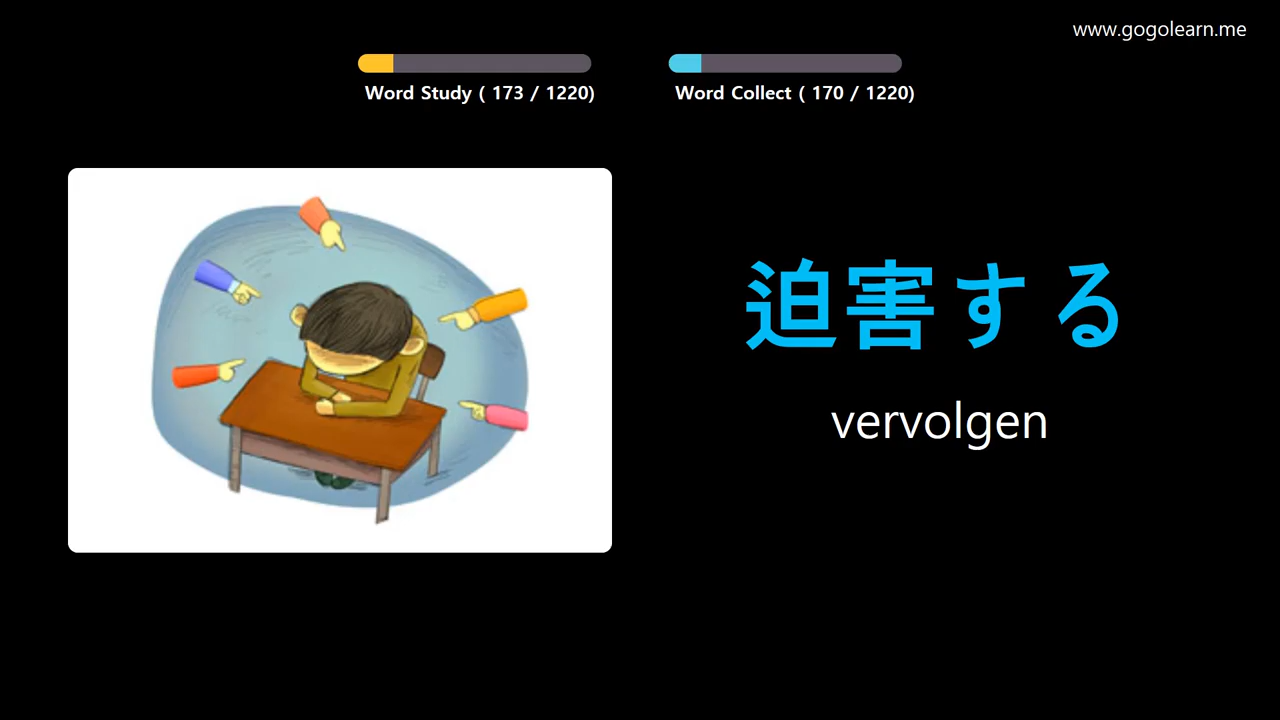 www.gogolearn.me
Word Study ( 173 / 1220)
Word Collect ( 170 / 1220)
迫害する
vervolgen